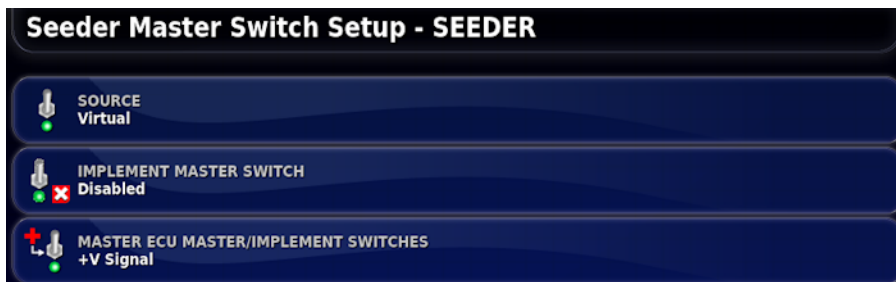 Seeder Master Switch Setup - SEEDER
SOURCE
Virtual
IMPLEMENT MASTER SWITCH
Disabled
MASTER ECU MASTER/IMPLEMENT SWITCHES
+V Signal